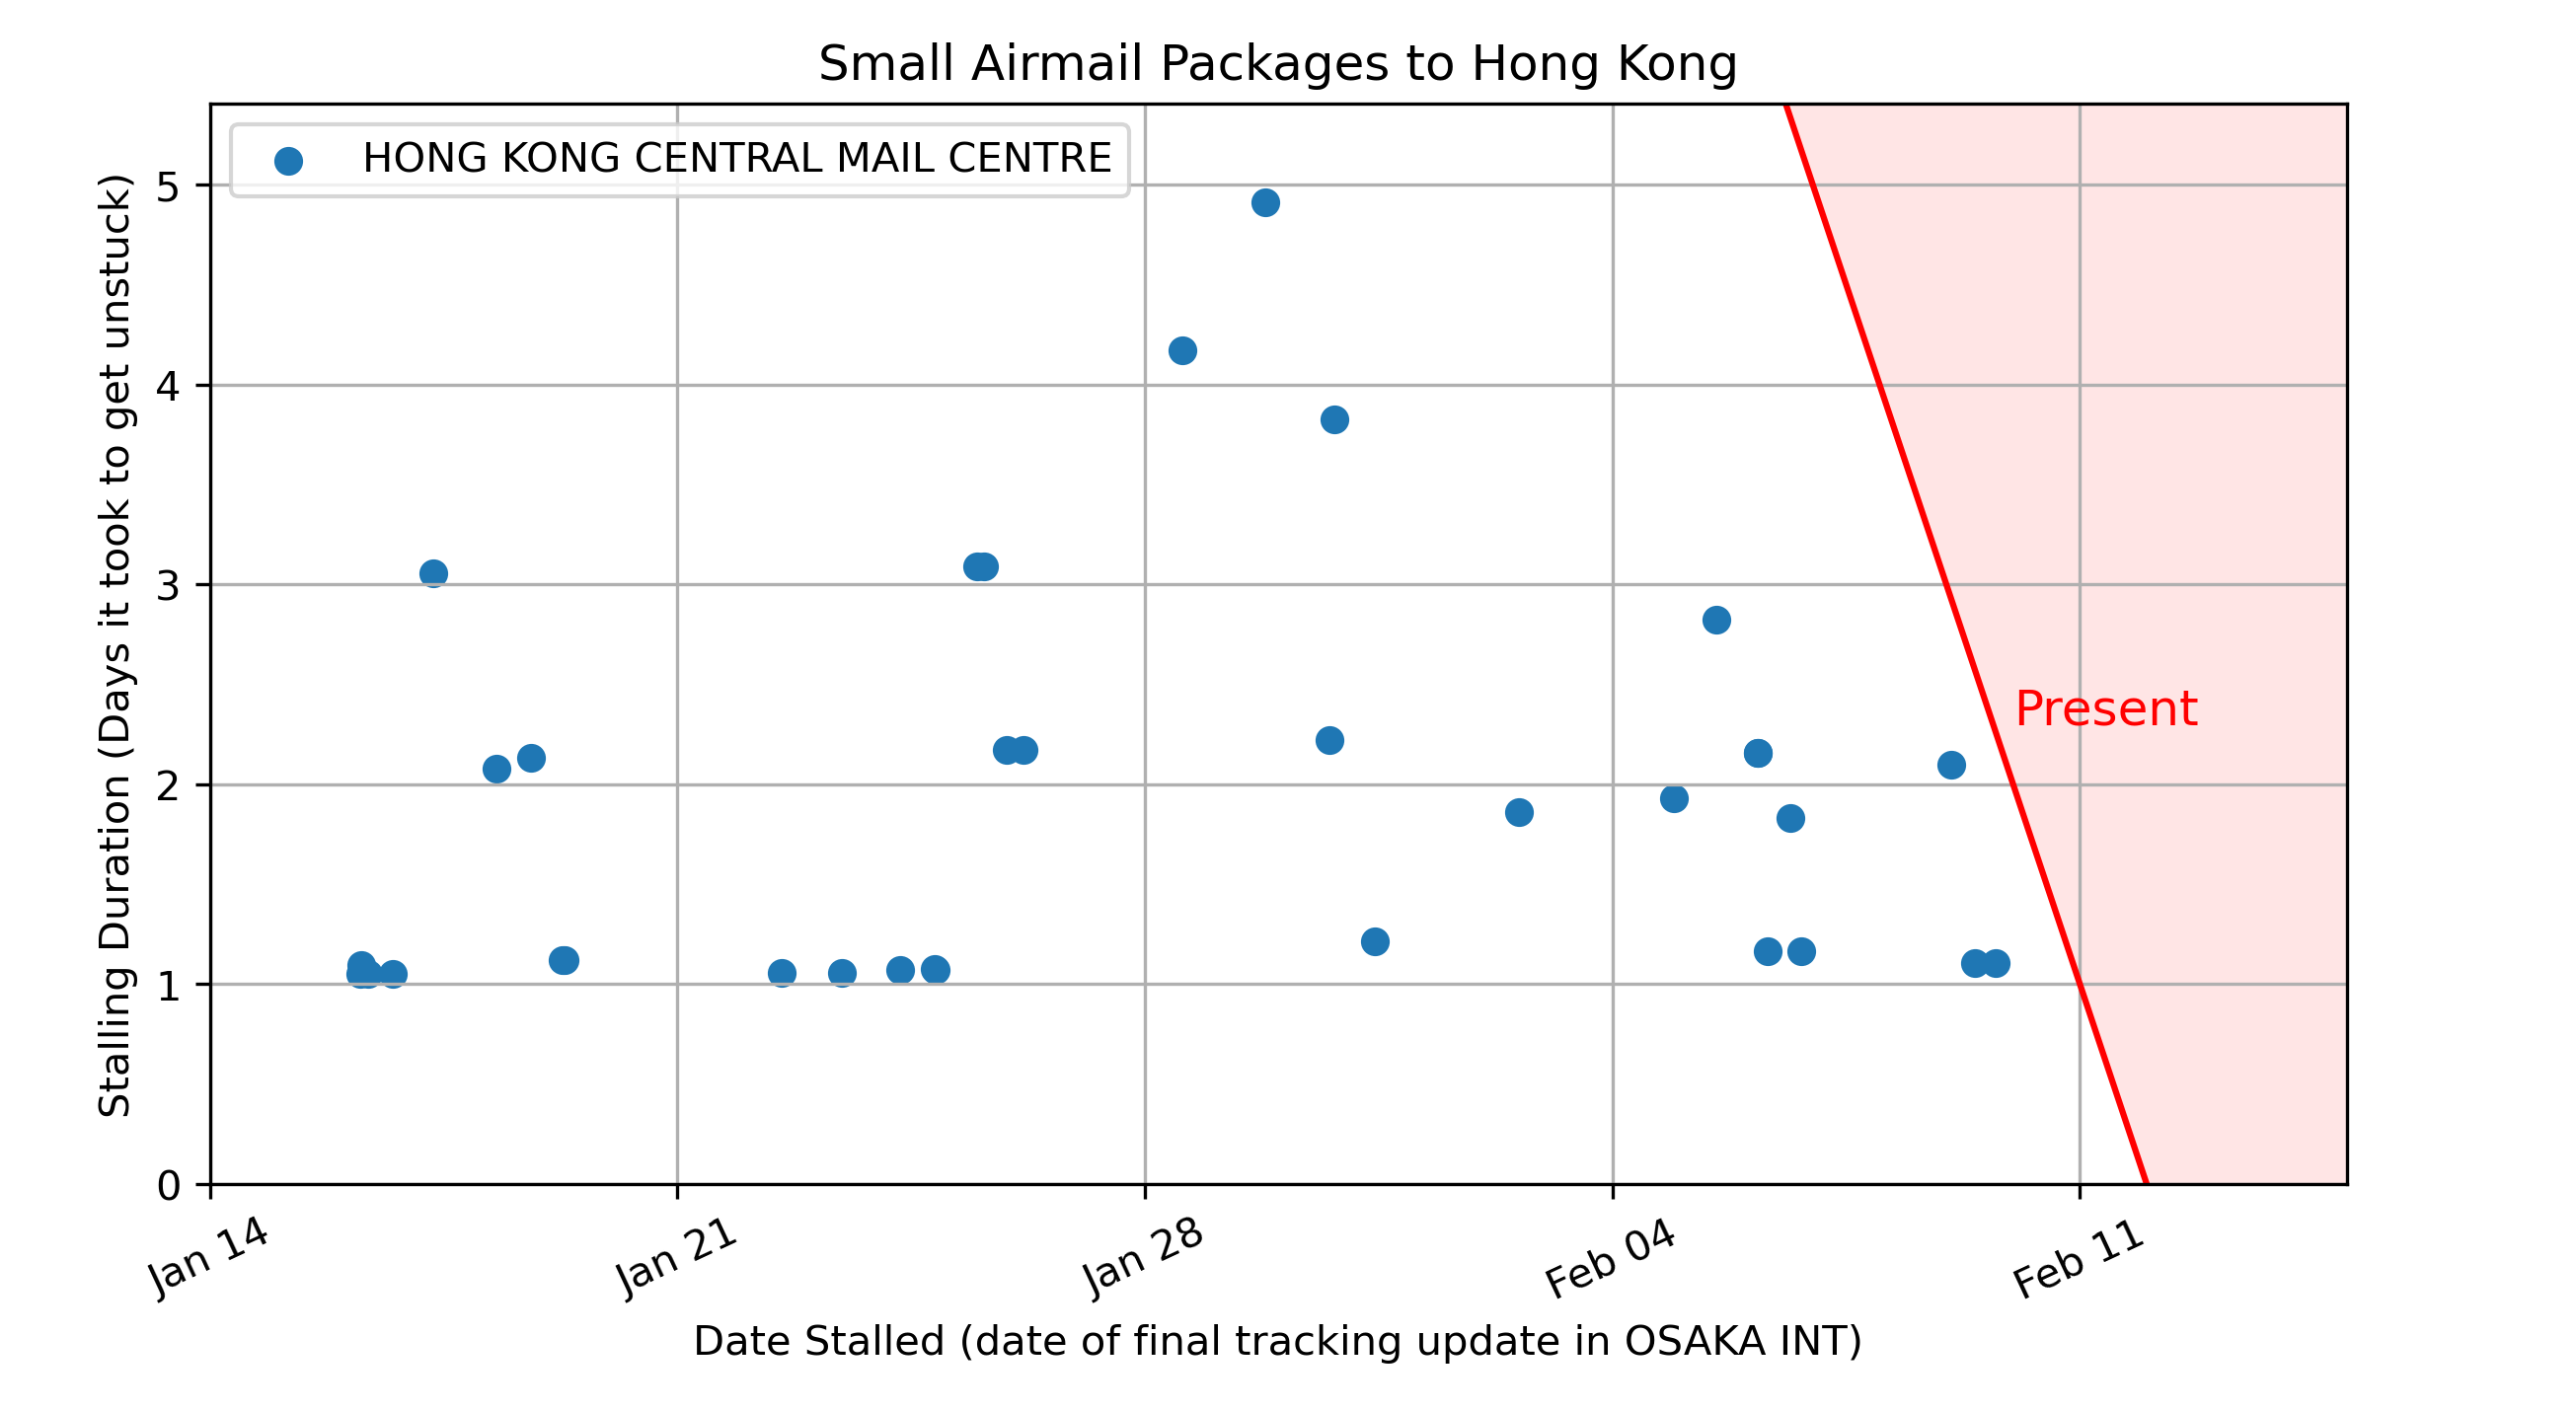 Small Airmail Packages to Hong Kong
HONG KONG CENTRAL MAIL CENTRE
Stalling Duration (Days it took to get unstuck)
5
4
3
2
1
0
Present
Jan 14
Jan 21
Jan 28
Feb 04
Feb 11
Date Stalled (date of final tracking update in OSAKA INT)